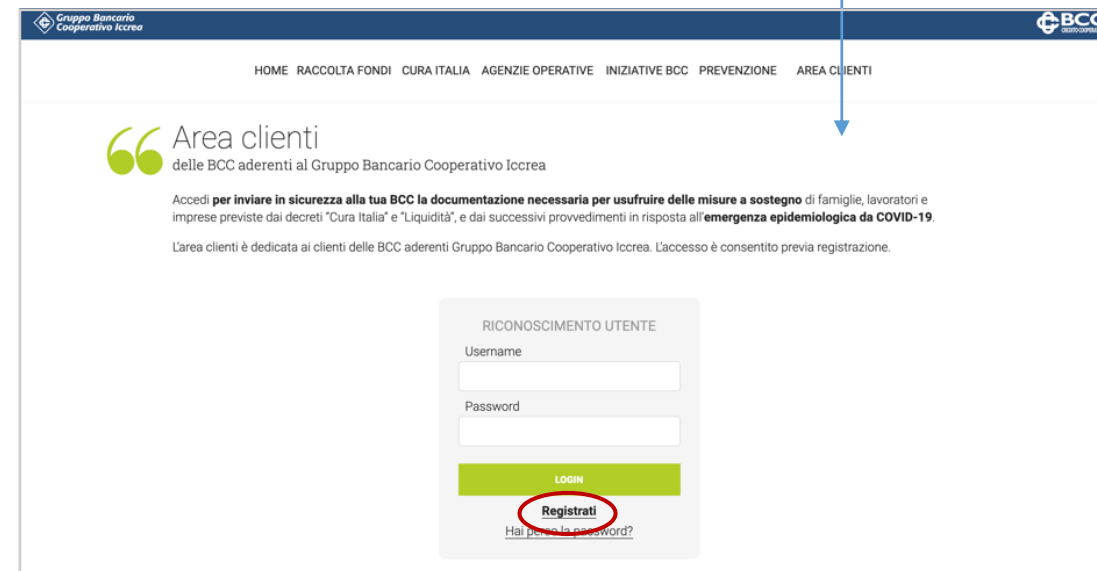 Gruppo Bancario
Cooperativo Iccrea
BCC
CREDITO COOPERATIVO
HOME RACCOLTA FONDI CURA ITALIA AGENZIE OPERATIVE INIZIATIVE BCC PREVENZIONE AREA CLIENTI
Area clienti
delle BCC aderenti al Gruppo Bancario Cooperativo Iccrea
Accedi per inviare in sicurezza alla tua BCC la documentazione necessaria per usufruire delle misure a sostegno di famiglie, lavoratori e
imprese previste dai decreti "Cura Italia" e "Liquidità", e dai successivi provvedimenti in risposta all'emergenza epidemiologica da COVID-19.
L'area clienti è dedicata ai clienti delle BCC aderenti Gruppo Bancario Cooperativo Iccrea. L'accesso è consentito previa registrazione.
RICONOSCIMENTO UTENTE
Username
Password
LOGIN
Registrati
Hai perso la password?